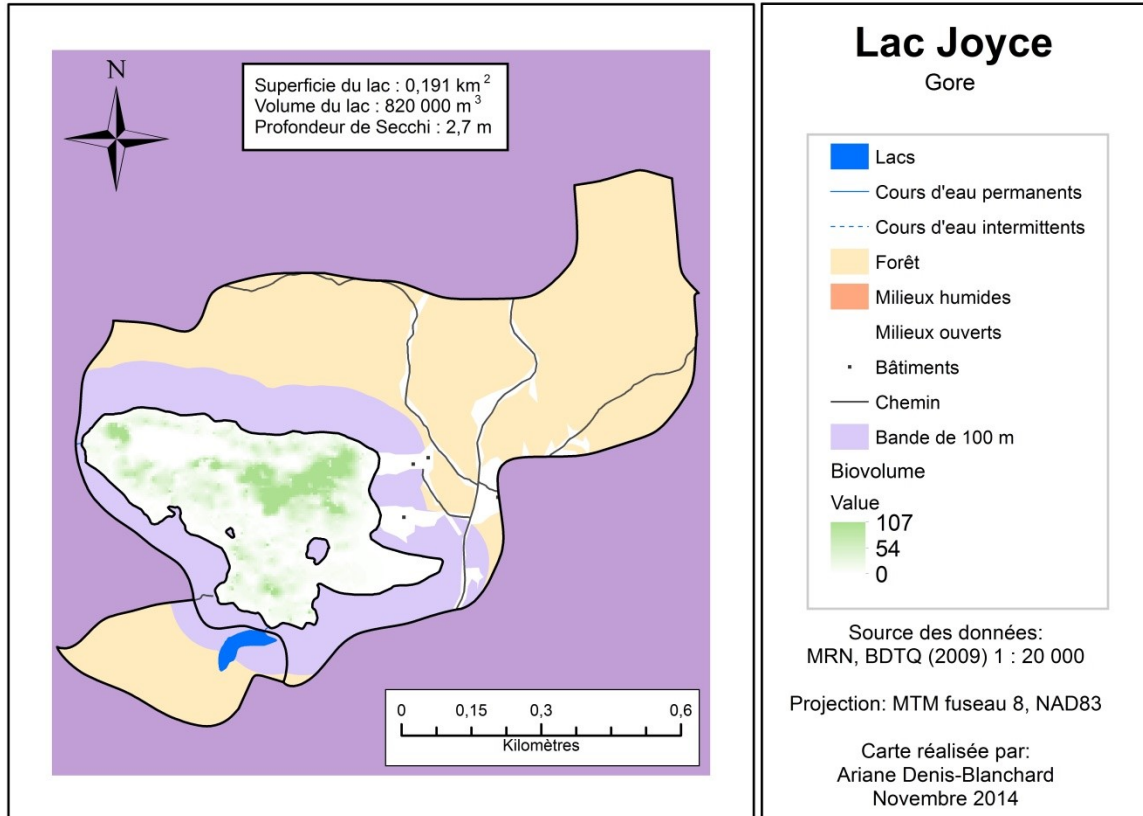 N
Superficie du lac : 0,191 km²
Volume du lac : 820 000 m³
Profondeur de Secchi : 2,7 m
0 0,15 0,3 0,6
Kilomètres
Lac Joyce
Gore
Lacs
Cours d'eau permanents
Cours d'eau intermittents
Forêt
Milieux humides
Milieux ouverts
Bâtiments
Chemin
Bande de 100 m
Biovolume
Value
107
54
0
Source des données:
MRN, BDTQ (2009) 1 : 20 000
Projection: MTM fuseau 8, NAD83
Carte réalisée par:
Ariane Denis-Blanchard
Novembre 2014